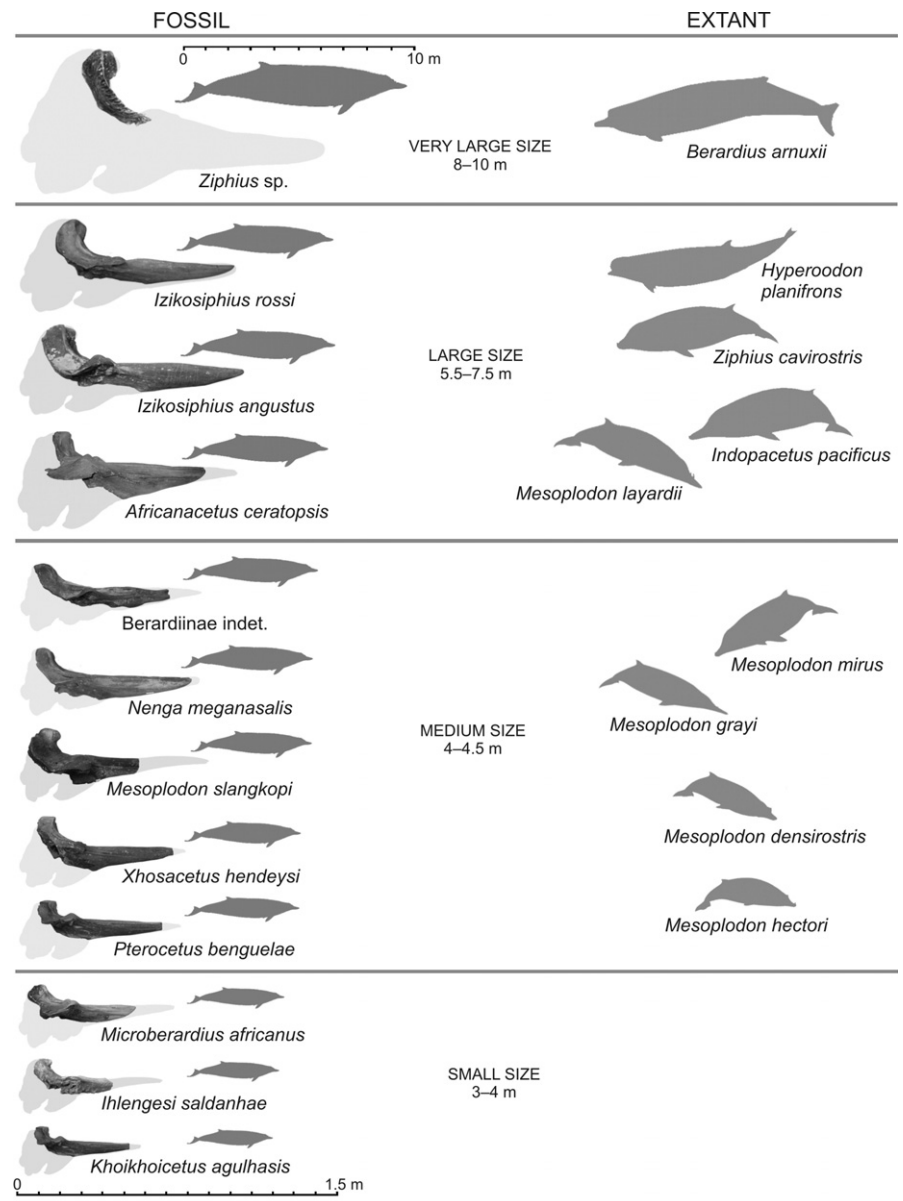 FOSSIL
EXTANT
0
10 m
VERY LARGE SIZE
8–10 m
Ziphius sp.
Berardius arnuxii
Izikosiphius rossi
Hyperoodon
planifrons
Izikosiphius angustus
LARGE SIZE
5.5–7.5 m
Ziphius cavirostris
Indopacetus pacificus
Mesoplodon layardii
Africanacetus ceratopsis
Berardiinae indet.
Mesoplodon mirus
Nenga meganasalis
Mesoplodon grayi
MEDIUM SIZE
4–4.5 m
Mesoplodon slangkopi
Mesoplodon densirostris
Xhosacetus hendeysi
Mesoplodon hectori
Pterocetus benguelae
Microberardius africanus
SMALL SIZE
3–4 m
Ihlengesi saldanhae
Khoikhoicetus agulhasis
0
1.5 m